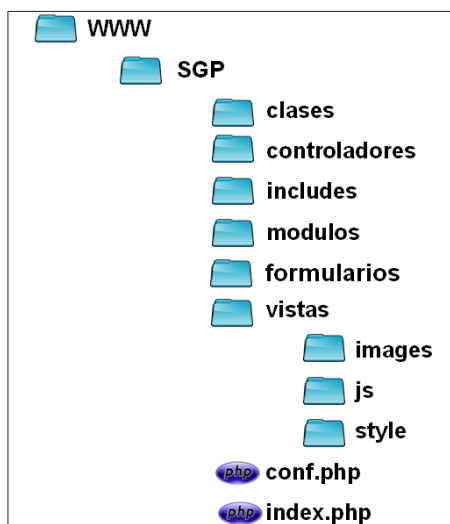 WWW
SGP
clases
controladores
includes
modulos
formularios
vistas
images
js
style
php conf.php
php index.php